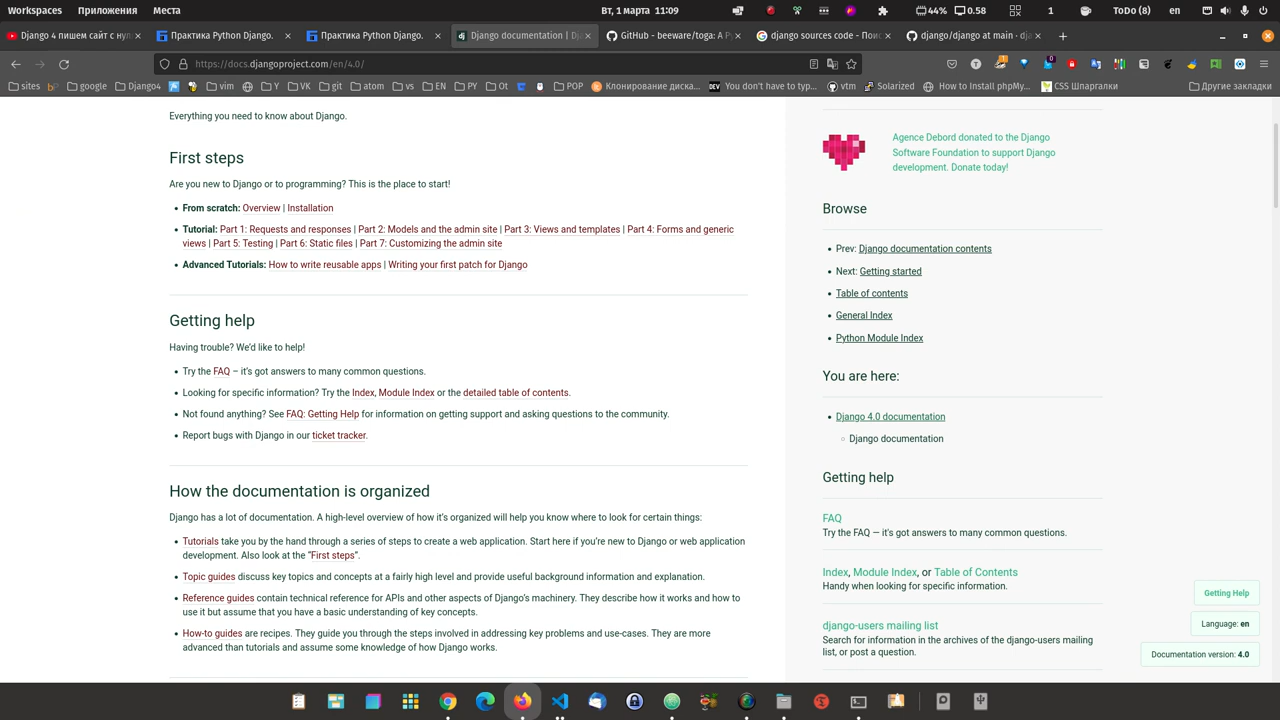 Workspaces Приложения Места Вт, 1 марта 11:09 44% 0.58 1 ToDo (8) en
Django 4 пишем сайт с нул Практика Python Django. Практика Python Django. Django documentation | Dja GitHub - beeware/toga: A Py django sources code - Поис django/django at main · dja
https://docs.djangoproject.com/en/4.0/
sites google Django4 vim Y VK git atom vs EN PY Ot POP Клонирование диска... DEV You don't have to typ... vtm Solarized How to Install phpMy... CSS Шпаргалки Другие закладки
Everything you need to know about Django.
First steps
Are you new to Django or to programming? This is the place to start!
From scratch: Overview | Installation
Tutorial: Part 1: Requests and responses | Part 2: Models and the admin site | Part 3: Views and templates | Part 4: Forms and generic
views | Part 5: Testing | Part 6: Static files | Part 7: Customizing the admin site
Advanced Tutorials: How to write reusable apps | Writing your first patch for Django
Getting help
Having trouble? We'd like to help!
Try the FAQ – it's got answers to many common questions.
Looking for specific information? Try the Index, Module Index or the detailed table of contents.
Not found anything? See FAQ: Getting Help for information on getting support and asking questions to the community.
Report bugs with Django in our ticket tracker.
How the documentation is organized
Django has a lot of documentation. A high-level overview of how it's organized will help you know where to look for certain things:
Tutorials take you by the hand through a series of steps to create a web application. Start here if you're new to Django or web application
development. Also look at the "First steps".
Topic guides discuss key topics and concepts at a fairly high level and provide useful background information and explanation.
Reference guides contain technical reference for APIs and other aspects of Django's machinery. They describe how it works and how to
use it but assume that you have a basic understanding of key concepts.
How-to guides are recipes. They guide you through the steps involved in addressing key problems and use-cases. They are more
advanced than tutorials and assume some knowledge of how Django works.
Agence Debord donated to the Django
Software Foundation to support Django
development. Donate today!
Browse
Prev: Django documentation contents
Next: Getting started
Table of contents
General Index
Python Module Index
You are here:
Django 4.0 documentation
Django documentation
Getting help
FAQ
Try the FAQ — it's got answers to many common questions.
Index, Module Index, or Table of Contents
Handy when looking for specific information.
django-users mailing list
Search for information in the archives of the django-users mailing
list, or post a question.
Getting Help
Language: en
Documentation version: 4.0